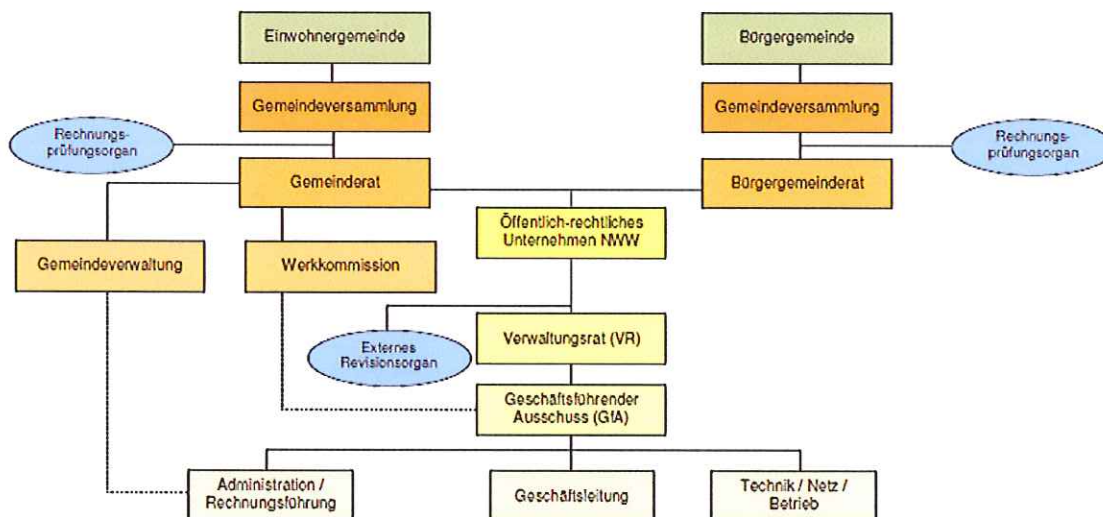 Einwohnergemeinde
Bürgergemeinde
Gemeindeversammlung
Gemeindeversammlung
Rechnungs-
prüfungsorgan
Rechnungs-
prüfungsorgan
Gemeinderat
Bürgergemeinderat
Öffentlich-rechtliches
Unternehmen NWW
Gemeindeverwaltung
Werkkommission
Externes
Revisionsorgan
Verwaltungsrat (VR)
Geschäftsführender
Ausschuss (GfA)
Administration /
Rechnungsführung
Geschäftsleitung
Technik / Netz /
Betrieb